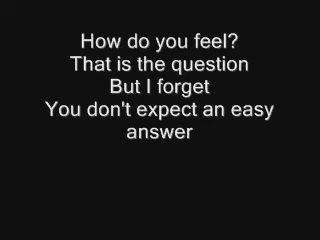 How do you feel?
That is the question
But I forget
You don't expect an easy
answer